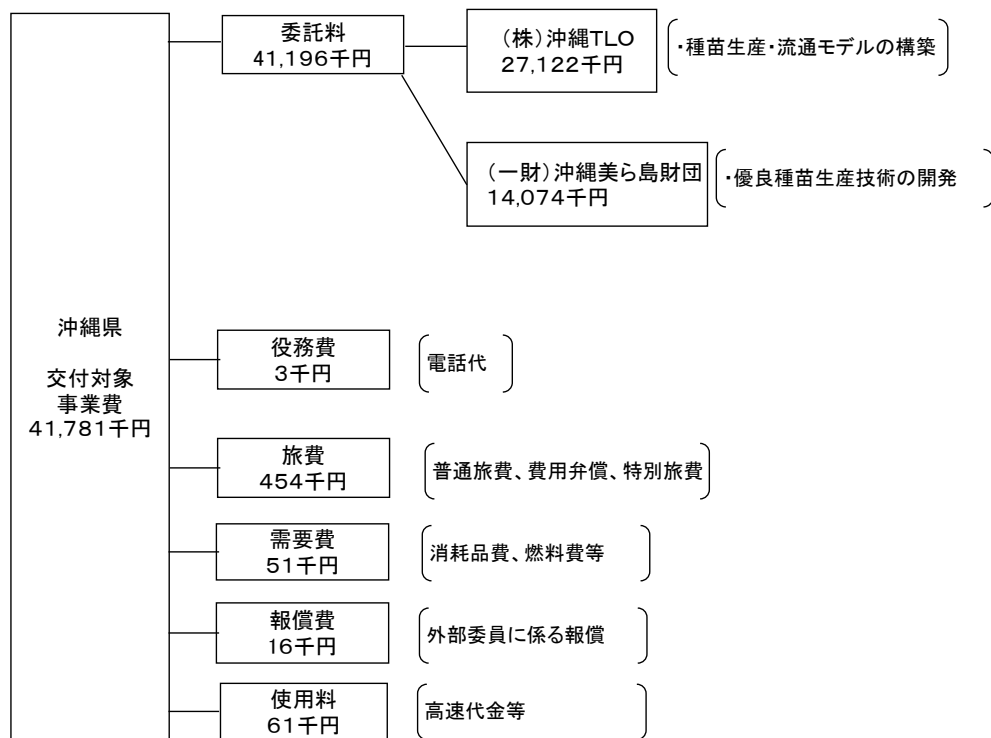 沖縄県
交付対象
事業費
41,781千円
委託料
41,196千円
(株)沖縄TLO
27,122千円
・種苗生産・流通モデルの構築
(一財)沖縄美ら島財団
14,074千円
・優良種苗生産技術の開発
役務費
3千円
電話代
旅費
454千円
普通旅費、費用弁償、特別旅費
需要費
51千円
消耗品費、燃料費等
報償費
16千円
外部委員に係る報償
使用料
61千円
高速代金等